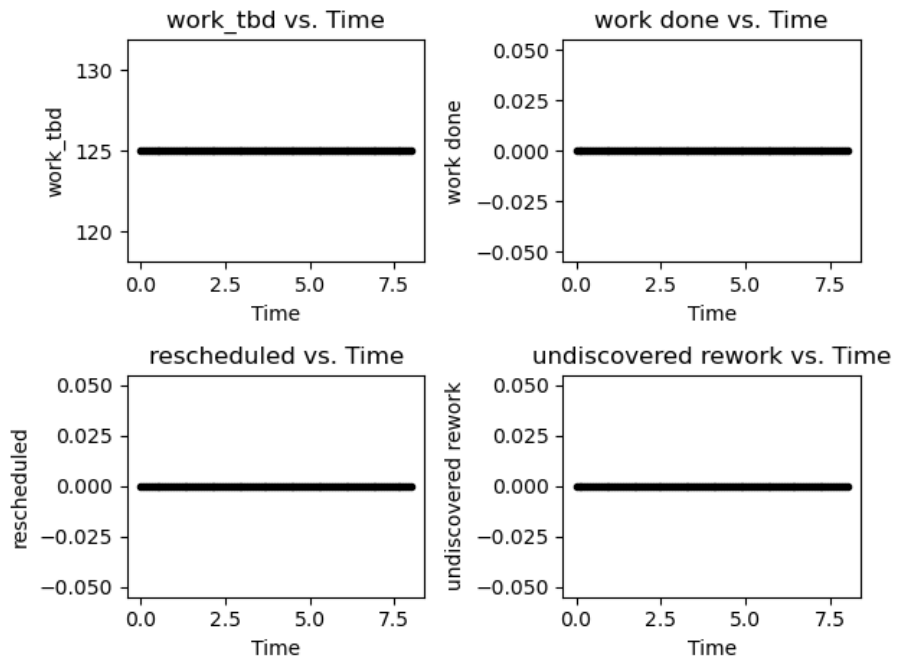 work_tbd vs. Time
130
125
120
work_tbd
0.0 2.5 5.0 7.5
Time
work done vs. Time
0.050
0.025
0.000
−0.025
−0.050
work done
0.0 2.5 5.0 7.5
Time
rescheduled vs. Time
0.050
0.025
0.000
−0.025
−0.050
rescheduled
0.0 2.5 5.0 7.5
Time
undiscovered rework vs. Time
0.050
0.025
0.000
−0.025
−0.050
undiscovered rework
0.0 2.5 5.0 7.5
Time